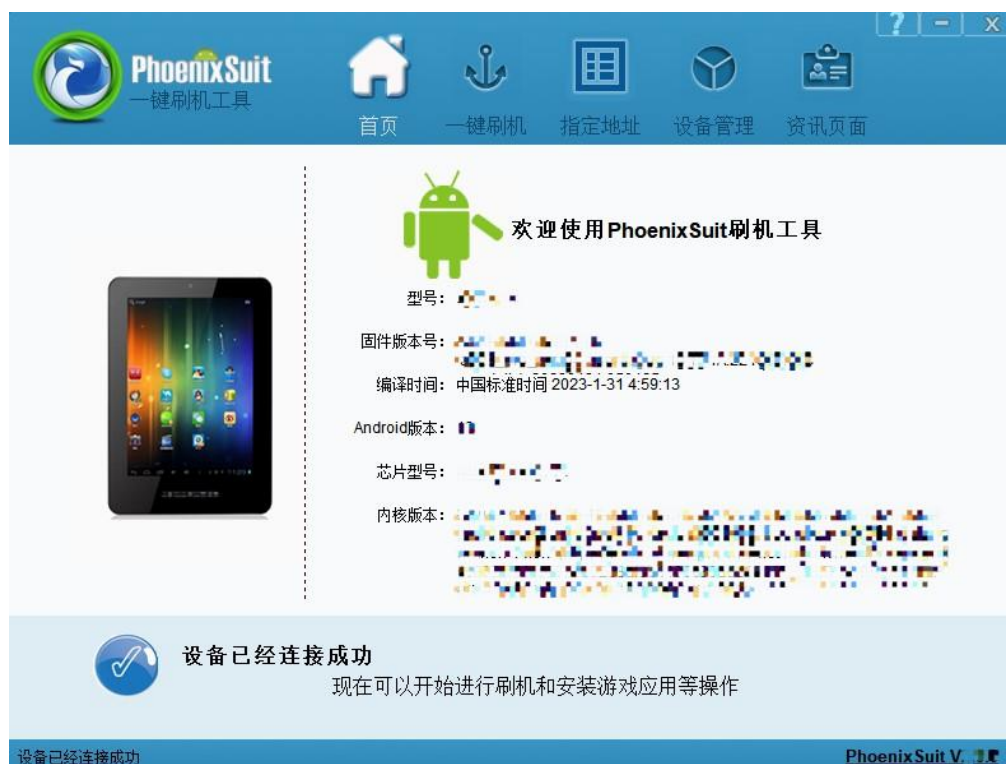 PhoenixSuit
一键刷机工具
首页
一键刷机
指定地址
设备管理
资讯页面
欢迎使用PhoenixSuit刷机工具
型号：
固件版本号：
编译时间：中国标准时间 2023-1-31 4:59:13
Android版本：
芯片型号：
内核版本：
设备已经连接成功
现在可以开始进行刷机和安装游戏应用等操作
设备已经连接成功
PhoenixSuit V.